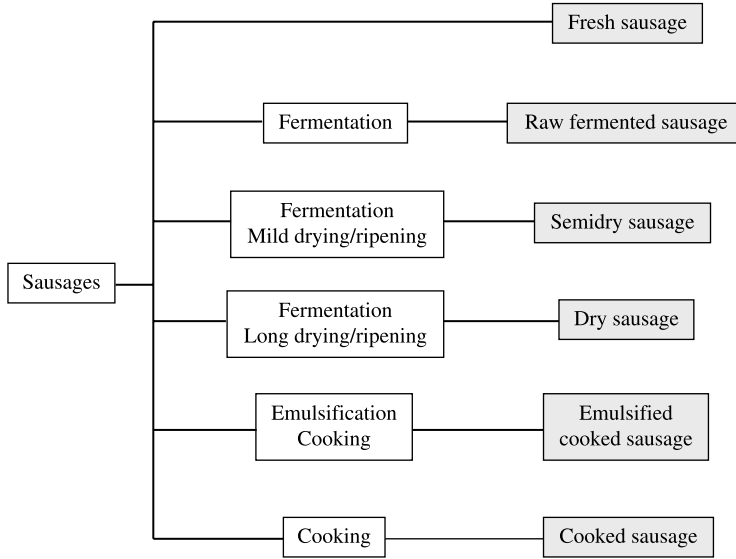 Fresh sausage
Fermentation
Raw fermented sausage
Fermentation
Mild drying/ripening
Semidry sausage
Sausages
Fermentation
Long drying/ripening
Dry sausage
Emulsification
Cooking
Emulsified
cooked sausage
Cooking
Cooked sausage